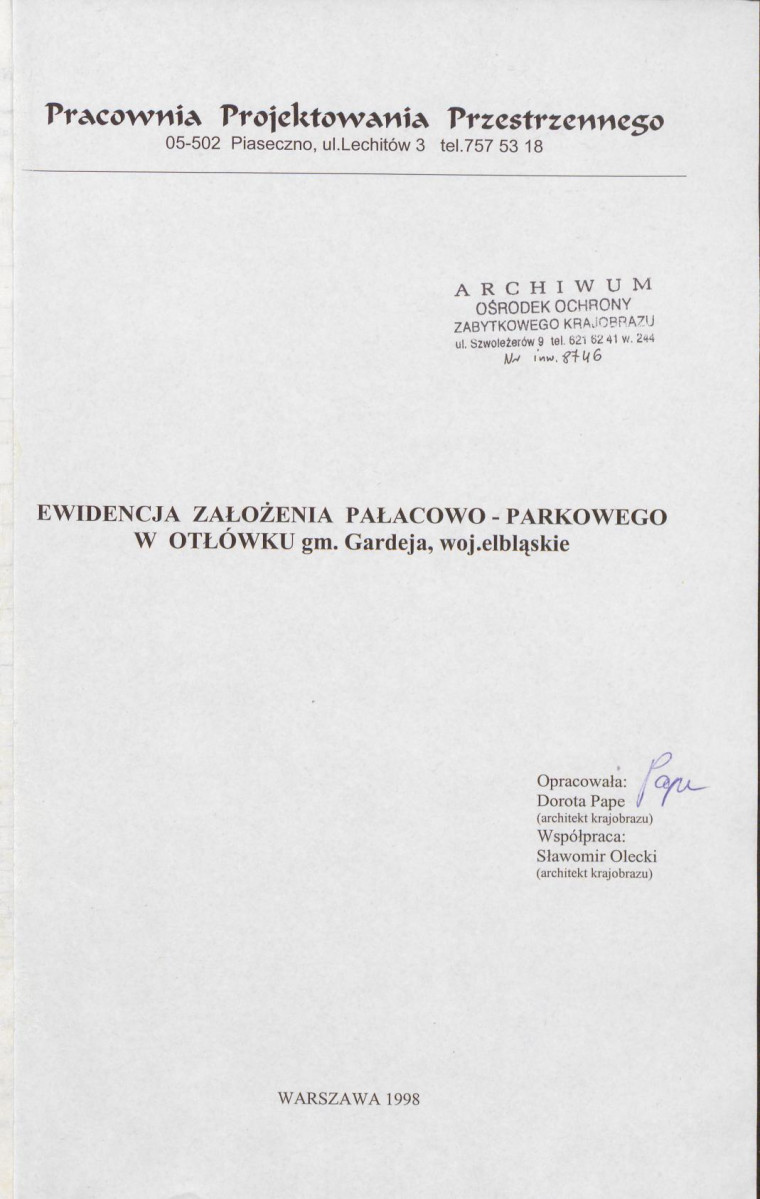 Pracownia Projektowania Przestrzennego
05-502 Piaseczno, ul.Lechitów 3 tel.757 53 18
ARCHIWUM
OŚRODEK OCHRONY
ZABYTKOWEGO KRAJOBRAZU
ul. Szwoleżerów 9 tel. 621 62 41 w. 244
Nr inw. 8746
EWIDENCJA ZAŁOŻENIA PAŁACOWO - PARKOWEGO
W OTŁÓWKU gm. Gardeja, woj.elbląskie
Opracowała: Pape
Dorota Pape
(architekt krajobrazu)
Współpraca:
Sławomir Olecki
(architekt krajobrazu)
WARSZAWA 1998